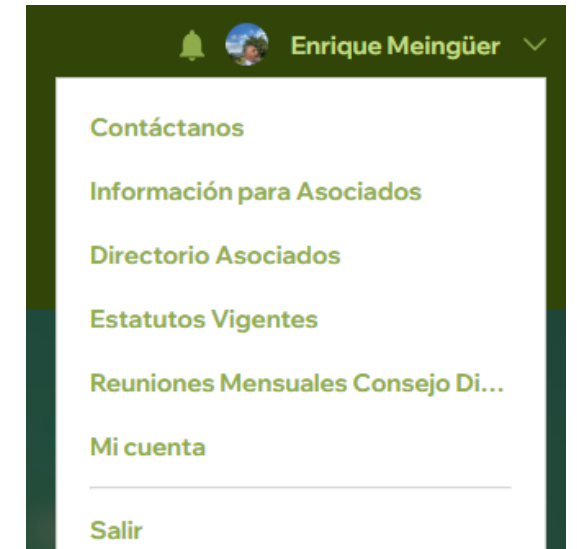 Enrique Meingüer
Contáctanos
Información para Asociados
Directorio Asociados
Estatutos Vigentes
Reuniones Mensuales Consejo Di...
Mi cuenta
Salir